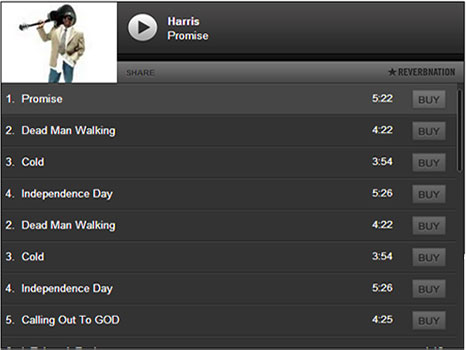 Harris
Promise
SHARE
★ REVERBNATION
1. Promise 5:22 BUY
2. Dead Man Walking 4:22 BUY
3. Cold 3:54 BUY
4. Independence Day 5:26 BUY
2. Dead Man Walking 4:22 BUY
3. Cold 3:54 BUY
4. Independence Day 5:26 BUY
5. Calling Out To GOD 4:25 BUY